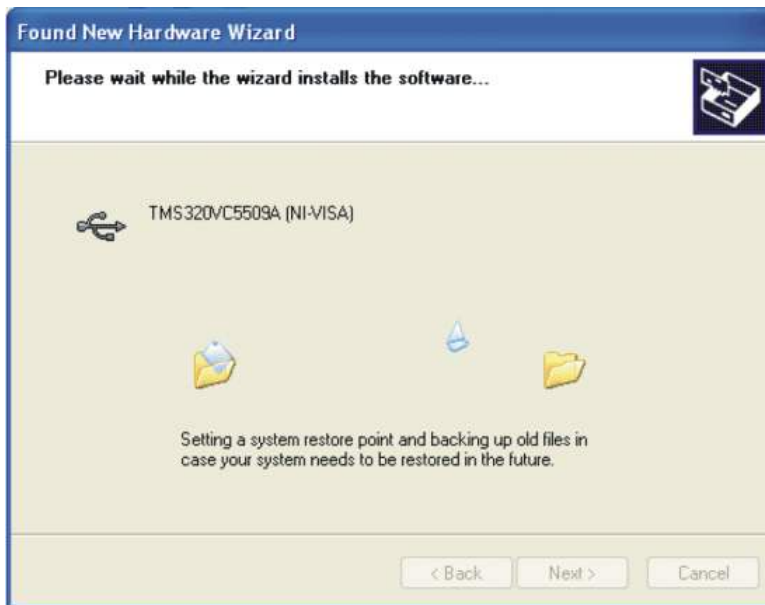 Found New Hardware Wizard
Please wait while the wizard installs the software...
TMS320VC5509A (NI-VISA)
Setting a system restore point and backing up old files in
case your system needs to be restored in the future.
< Back
Next >
Cancel